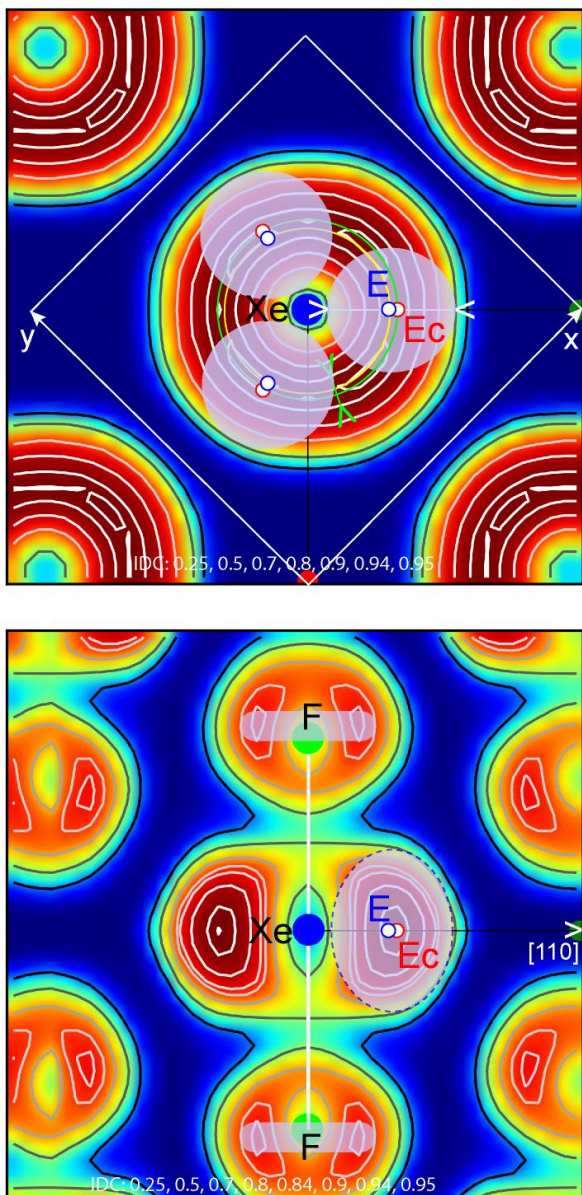 Xe E
Ec
y x
IDC: 0.25, 0.5, 0.7, 0.8, 0.9, 0.94, 0.95
F
Xe E
Ec
[110]
F
IDC: 0.25, 0.5, 0.7, 0.8, 0.84, 0.9, 0.94, 0.95